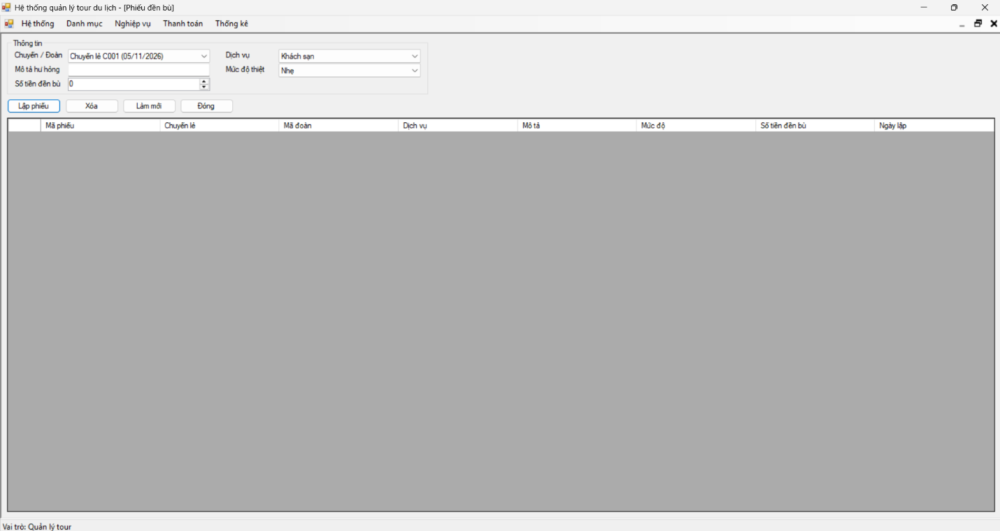 Hệ thống quản lý tour du lịch - [Phiếu đền bù]
Hệ thống Danh mục Nghiệp vụ Thanh toán Thống kê
Thông tin
Chuyến / Đoàn Chuyến lẻ C001 (05/11/2026) Dịch vụ Khách sạn
Mô tả hư hỏng Mức độ thiệt Nhẹ
Số tiền đền bù 0
Lập phiếu Xóa Làm mới Đóng
Mã phiếu Chuyến lẻ Mã đoàn Dịch vụ Mô tả Mức độ Số tiền đền bù Ngày lập
Vai trò: Quản lý tour